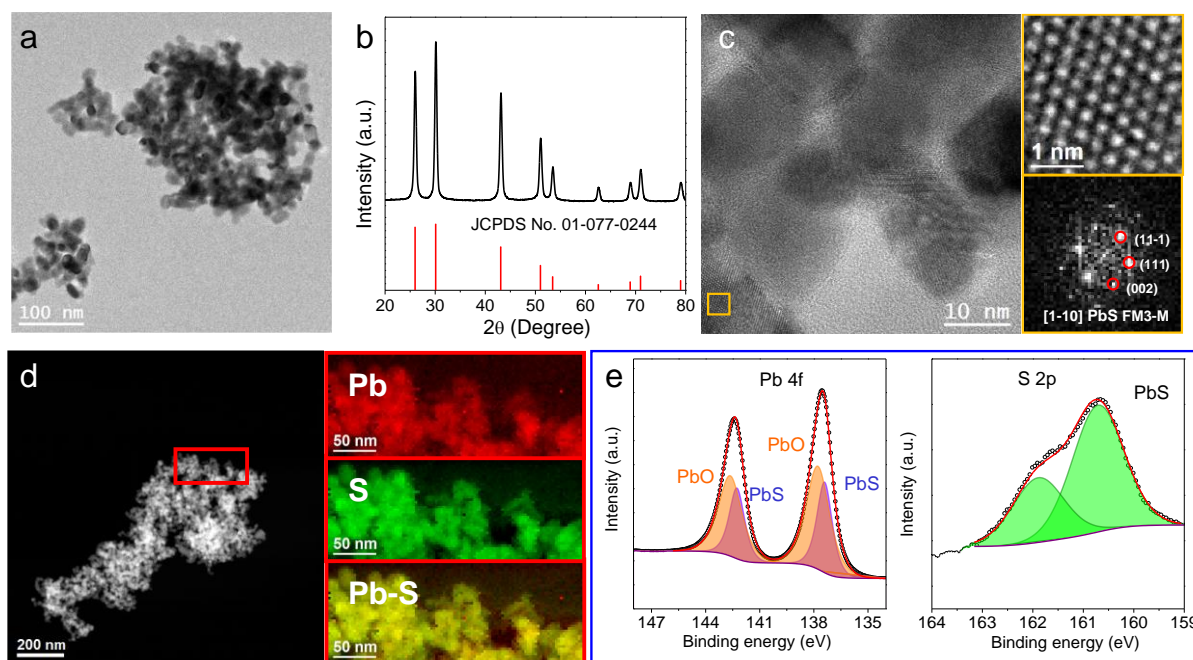 a
100 nm
b
Intensity (a.u.)
JCPDS No. 01-077-0244
20 30 40 50 60 70 80
2θ (Degree)
c
10 nm
1 nm
(11-1)
(111)
(002)
[1-10] PbS FM3-M
d
200 nm
Pb
50 nm
S
50 nm
Pb-S
50 nm
e
Pb 4f
Intensity (a.u.)
PbO
PbO
PbS
PbS
147 144 141 138 135
Binding energy (eV)
S 2p
PbS
Intensity (a.u.)
164 163 162 161 160 159
Binding energy (eV)